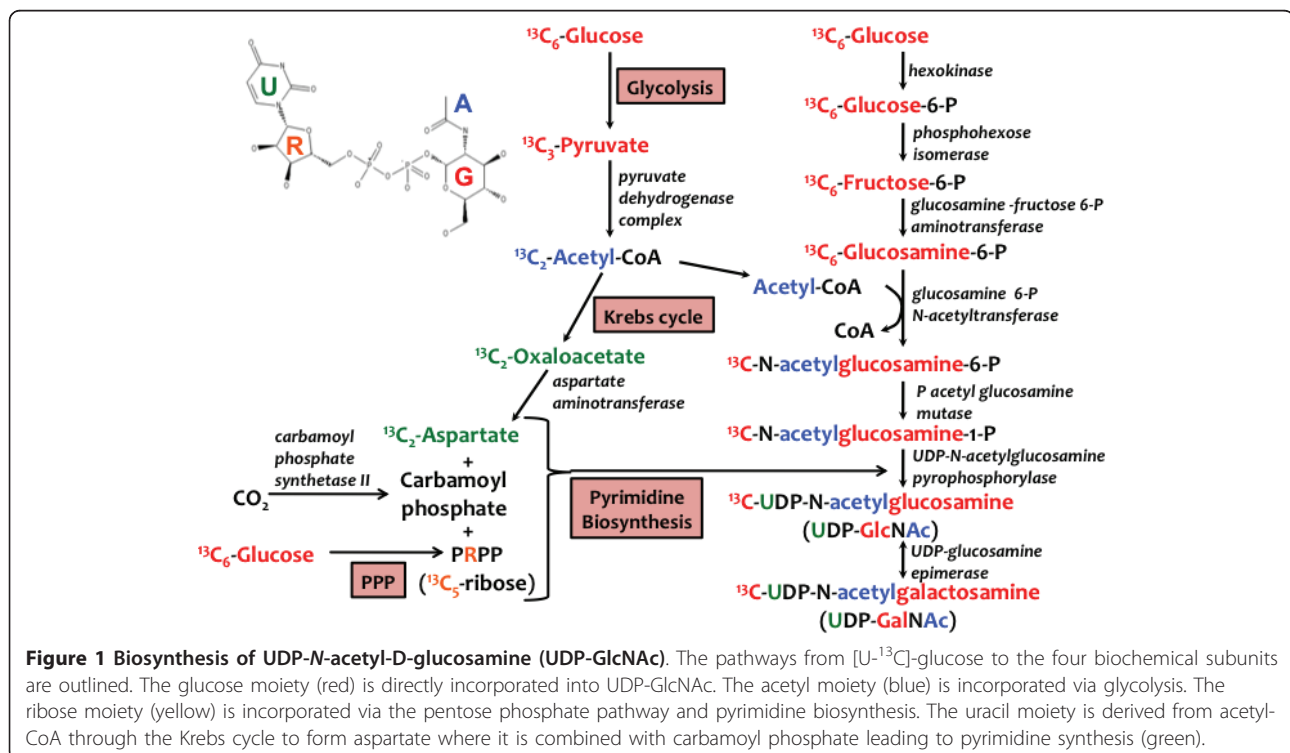 U
R
A
G
¹³C₆-Glucose
Glycolysis
¹³C₃-Pyruvate
pyruvate
dehydrogenase
complex
¹³C₂-Acetyl-CoA
Krebs cycle
¹³C₂-Oxaloacetate
aspartate
aminotransferase
¹³C₂-Aspartate
+
Carbamoyl
phosphate
+
PRPP
(¹³C₅-ribose)
carbamoyl
phosphate
synthetase II
CO₂
¹³C₆-Glucose
PPP
Pyrimidine
Biosynthesis
¹³C₆-Glucose
hexokinase
¹³C₆-Glucose-6-P
phosphohexose
isomerase
¹³C₆-Fructose-6-P
glucosamine -fructose 6-P
aminotransferase
¹³C₆-Glucosamine-6-P
Acetyl-CoA
CoA
glucosamine 6-P
N-acetyltransferase
¹³C-N-acetylglucosamine-6-P
P acetyl glucosamine
mutase
¹³C-N-acetylglucosamine-1-P
UDP-N-acetylglucosamine
pyrophosphorylase
¹³C-UDP-N-acetylglucosamine
(UDP-GlcNAc)
UDP-glucosamine
epimerase
¹³C-UDP-N-acetylgalactosamine
(UDP-GalNAc)
Figure 1 Biosynthesis of UDP-N-acetyl-D-glucosamine (UDP-GlcNAc). The pathways from [U-¹³C]-glucose to the four biochemical subunits
are outlined. The glucose moiety (red) is directly incorporated into UDP-GlcNAc. The acetyl moiety (blue) is incorporated via glycolysis. The
ribose moiety (yellow) is incorporated via the pentose phosphate pathway and pyrimidine biosynthesis. The uracil moiety is derived from acetyl-
CoA through the Krebs cycle to form aspartate where it is combined with carbamoyl phosphate leading to pyrimidine synthesis (green).